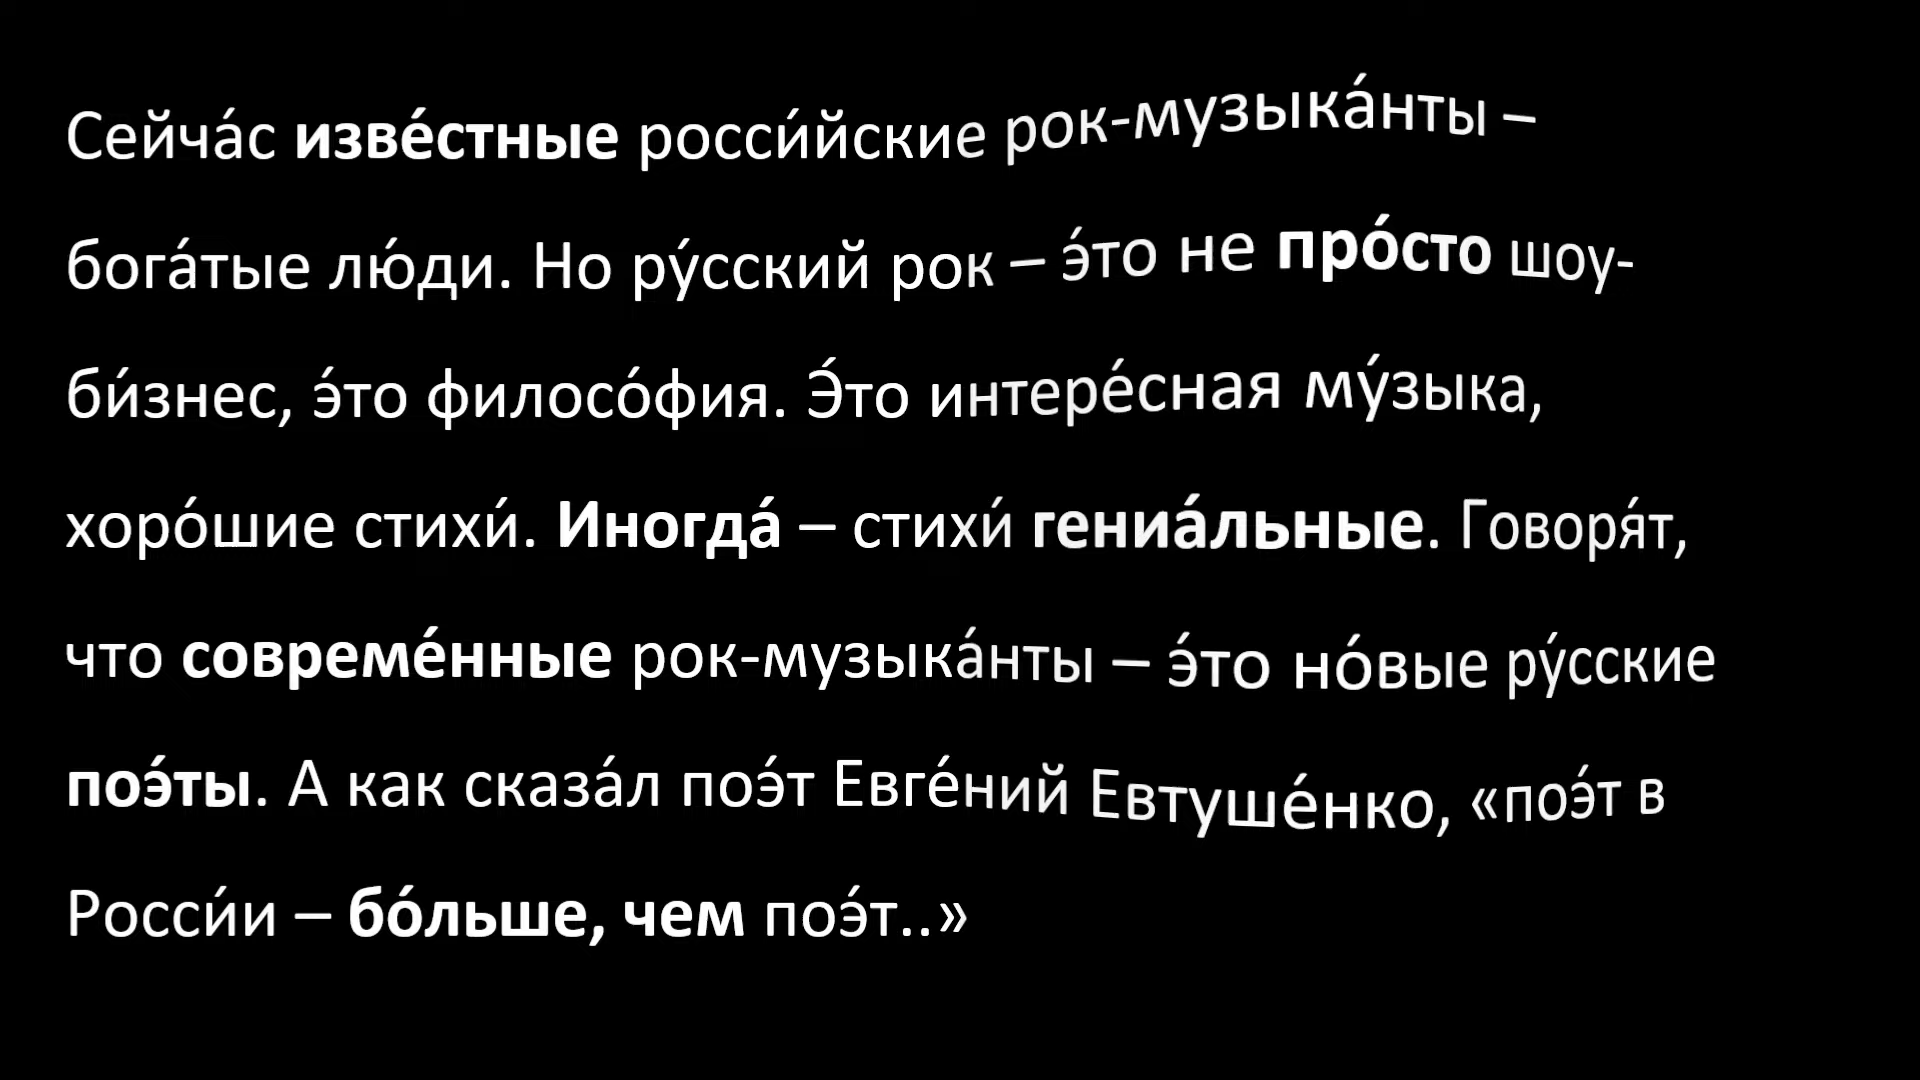 Сейча́с изве́стные росси́йские рок-музыка́нты –
бога́тые лю́ди. Но ру́сский рок – э́то не про́сто шоу-
би́знес, э́то филосо́фия. Э́то интере́сная му́зыка,
хоро́шие стихи́. Иногда́ – стихи́ гениа́льные. Говоря́т,
что совреме́нные рок-музыка́нты – э́то но́вые ру́сские
поэ́ты. А как сказа́л поэ́т Евге́ний Евтуше́нко, «поэ́т в
Росси́и – бо́льше, чем поэ́т..»